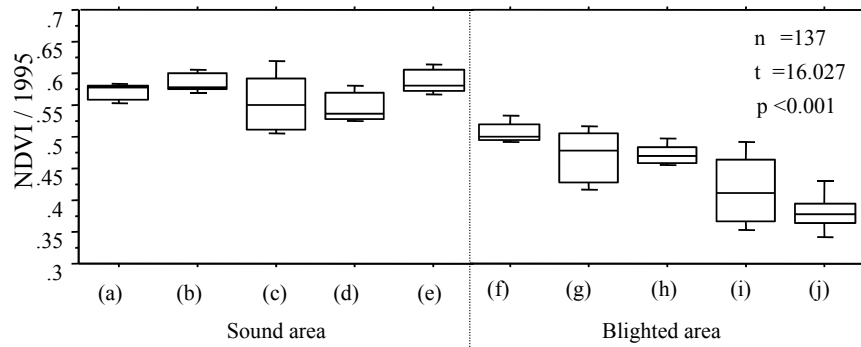 .7
.65
.6
.55
.5
.45
.4
.35
.3
NDVI / 1995
n =137
t =16.027
p <0.001
(a) (b) (c) (d) (e) (f) (g) (h) (i) (j)
Sound area Blighted area